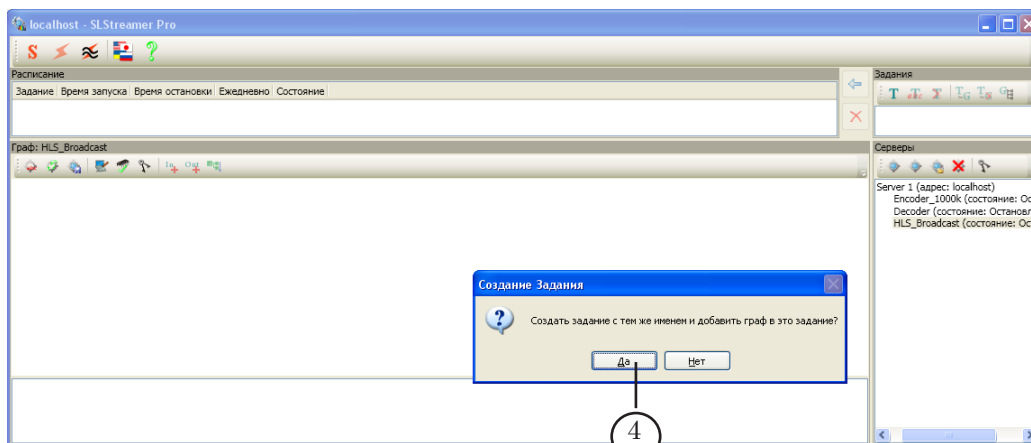 localhost - SLStreamer Pro
Расписание
Задание Время запуска Время остановки Ежедневно Состояние
Задания
Граф: HLS_Broadcast
Серверы
Server 1 (адрес: localhost)
Encoder_1000k (состояние: Ос
Decoder (состояние: Остановл
HLS_Broadcast (состояние: Ос
Создание Задания
Создать задание с тем же именем и добавить граф в это задание?
Да
Нет
4